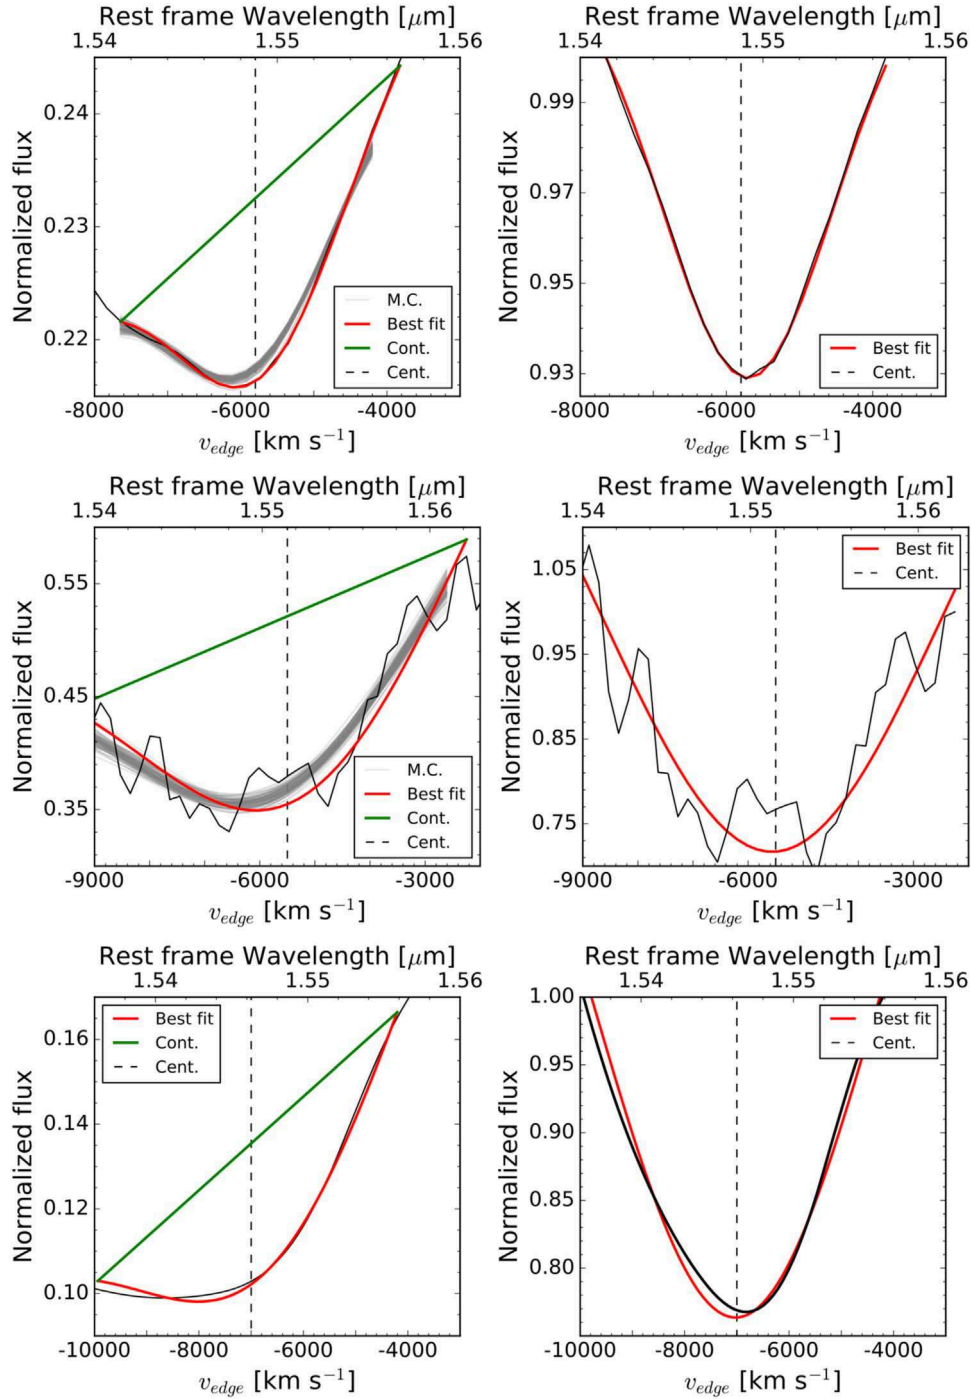 Rest frame Wavelength [μm]
1.54 1.55 1.56
Normalized flux
0.24
0.23
0.22
M.C.
Best fit
Cont.
Cent.
-8000 -6000 -4000
v_edge [km s⁻¹]
Rest frame Wavelength [μm]
1.54 1.55 1.56
Normalized flux
0.99
0.97
0.95
0.93
Best fit
Cent.
-8000 -6000 -4000
v_edge [km s⁻¹]
Rest frame Wavelength [μm]
1.54 1.55 1.56
Normalized flux
0.55
0.45
0.35
M.C.
Best fit
Cont.
Cent.
-9000 -6000 -3000
v_edge [km s⁻¹]
Rest frame Wavelength [μm]
1.54 1.55 1.56
Normalized flux
1.05
0.95
0.85
0.75
Best fit
Cent.
-9000 -6000 -3000
v_edge [km s⁻¹]
Rest frame Wavelength [μm]
1.54 1.55 1.56
Normalized flux
0.16
0.14
0.12
0.10
Best fit
Cont.
Cent.
-10000 -8000 -6000 -4000
v_edge [km s⁻¹]
Rest frame Wavelength [μm]
1.54 1.55 1.56
Normalized flux
1.00
0.95
0.90
0.85
0.80
Best fit
Cent.
-10000 -8000 -6000 -4000
v_edge [km s⁻¹]